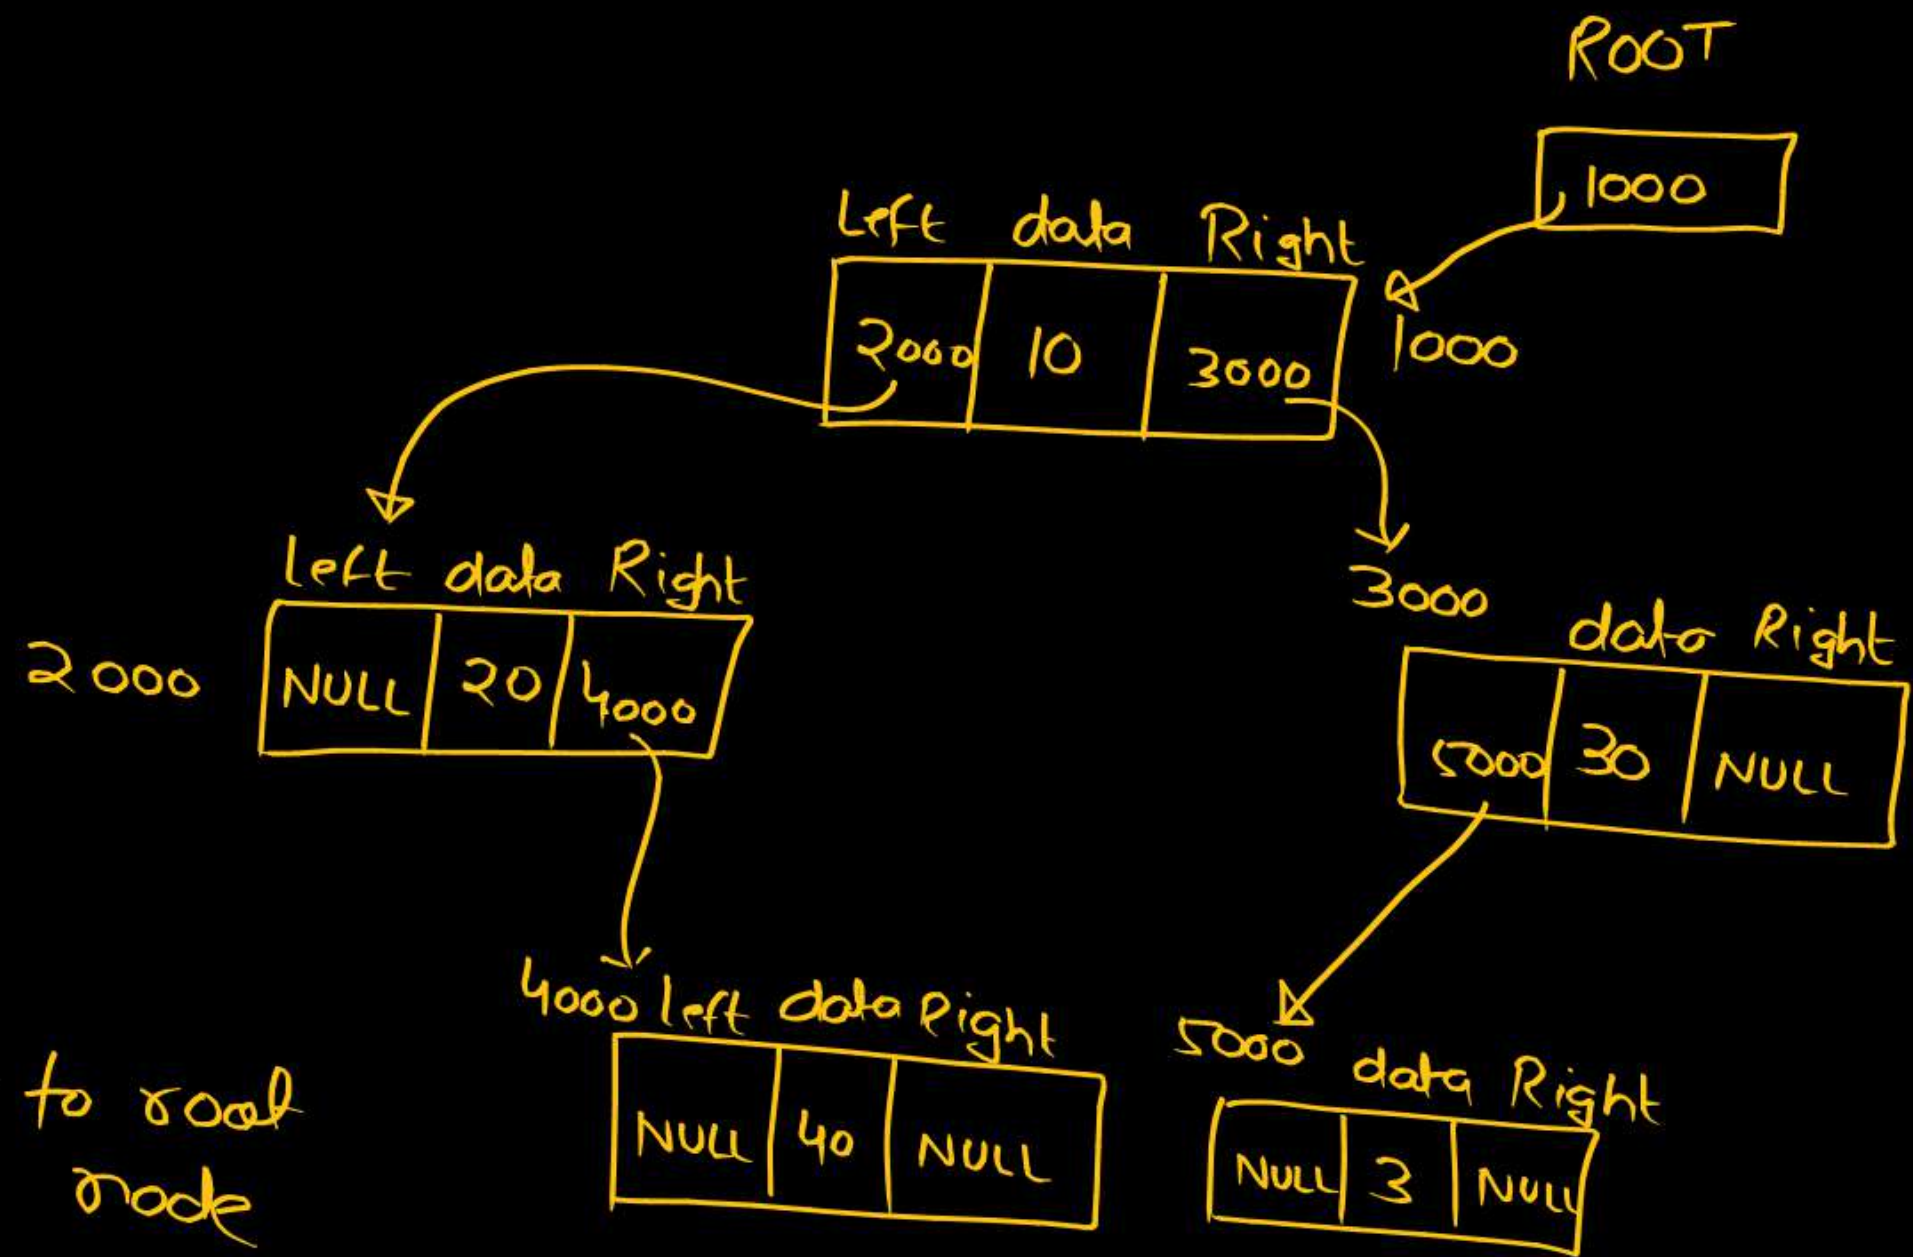 ROOT
1000
Left data Right
2000 10 3000
1000
Left data Right
2000 NULL 20 4000
3000
data Right
5000 30 NULL
4000 left data Right
NULL 40 NULL
5000 data Right
NULL 3 NULL
to root
node